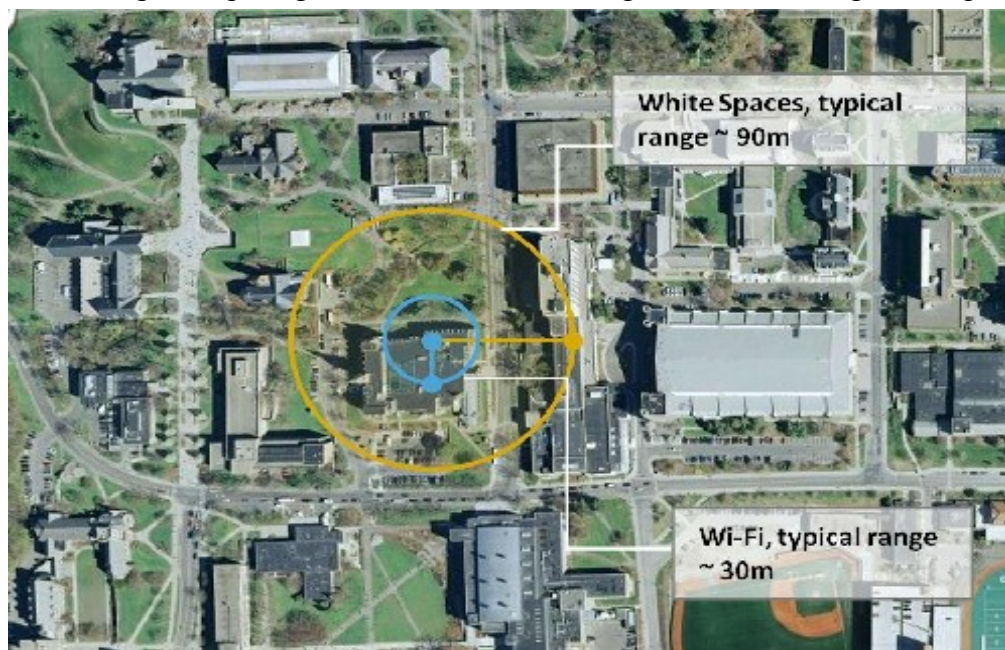 White Spaces, typical
range ~ 90m
Wi-Fi, typical range
~ 30m